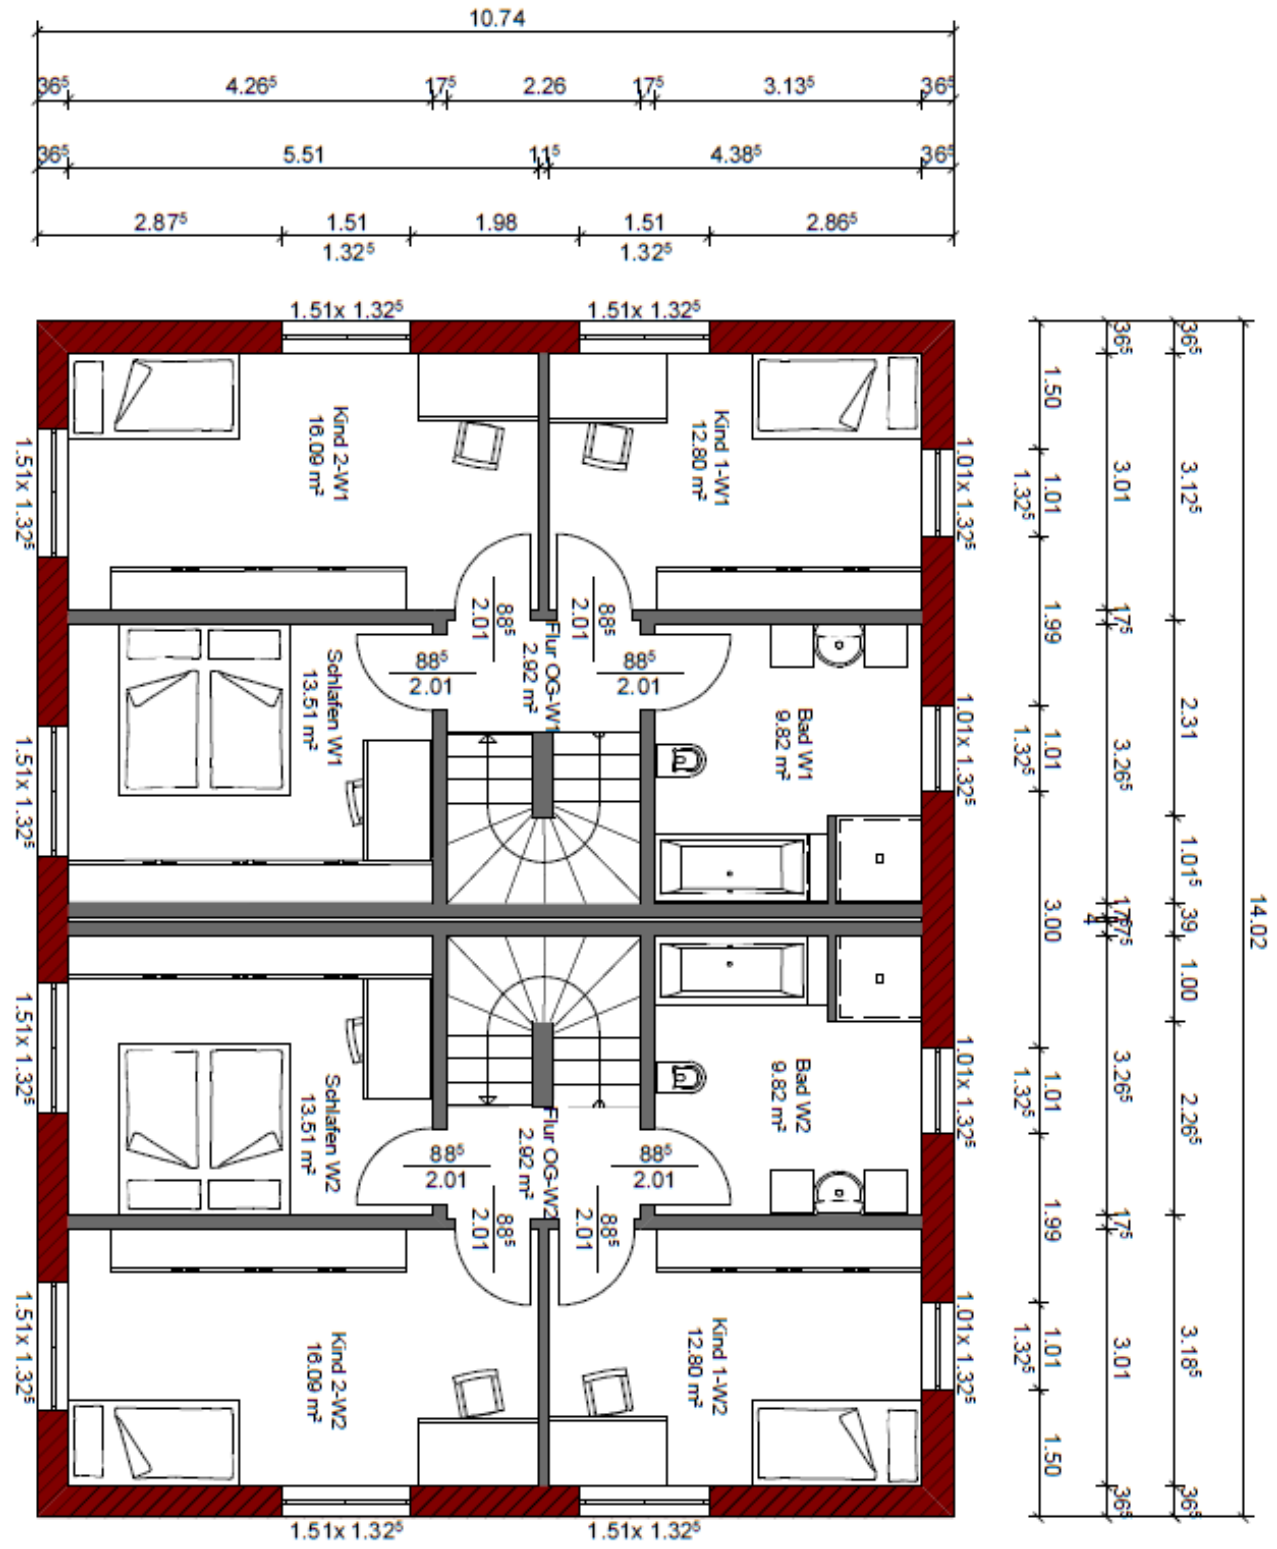 10.74
36⁵ 4.26⁵ 17⁵ 2.26 17⁵ 3.13⁵ 36⁵
36⁵ 5.51 11⁵ 4.38⁵ 36⁵
2.87⁵ 1.51 1.98 1.51 2.86⁵
1.32⁵ 1.32⁵
1.51x 1.32⁵ 1.51x 1.32⁵
Kind 2-W1
16.09 m²
Kind 1-W1
12.80 m²
1.51x 1.32⁵
1.01x 1.32⁵
88⁵
2.01
88⁵
2.01
Flur OG-W1
2.92 m²
88⁵
2.01
88⁵
2.01
Schlafen W1
13.51 m²
Bad W1
9.82 m²
1.51x 1.32⁵
1.01x 1.32⁵
Schlafen W2
13.51 m²
Bad W2
9.82 m²
1.51x 1.32⁵
1.01x 1.32⁵
Flur OG-W2
2.92 m²
88⁵
2.01
88⁵
2.01
88⁵
2.01
88⁵
2.01
Kind 2-W2
16.09 m²
Kind 1-W2
12.80 m²
1.51x 1.32⁵
1.01x 1.32⁵
1.51x 1.32⁵ 1.51x 1.32⁵
1.50 1.01 1.99 1.01 3.00 1.01 1.99 1.01 1.50
1.32⁵ 1.32⁵ 1.32⁵ 1.32⁵
36⁵ 3.01 17⁵ 3.26⁵ 17⁵ 4 17⁵ 3.26⁵ 17⁵ 3.01 36⁵
36⁵ 3.12⁵ 2.31 1.01⁵ 39 1.00 2.26⁵ 3.18⁵ 36⁵
14.02